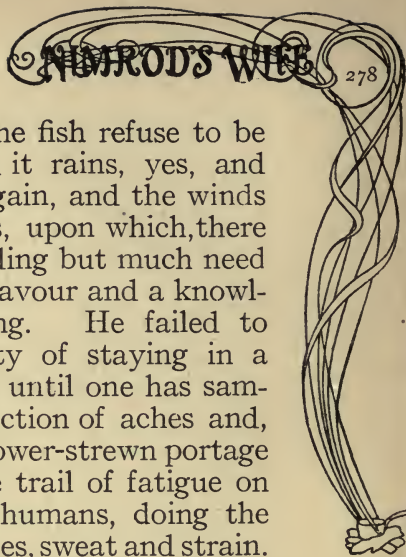 NIMROD'S WIFE
278
ne fish refuse to be
it rains, yes, and
gain, and the winds
s, upon which, there
ling but much need
avour and a knowl-
ng. He failed to
ty of staying in a
until one has sam-
ction of aches and,
ower-strewn portage
e trail of fatigue on
humans, doing the
es, sweat and strain.